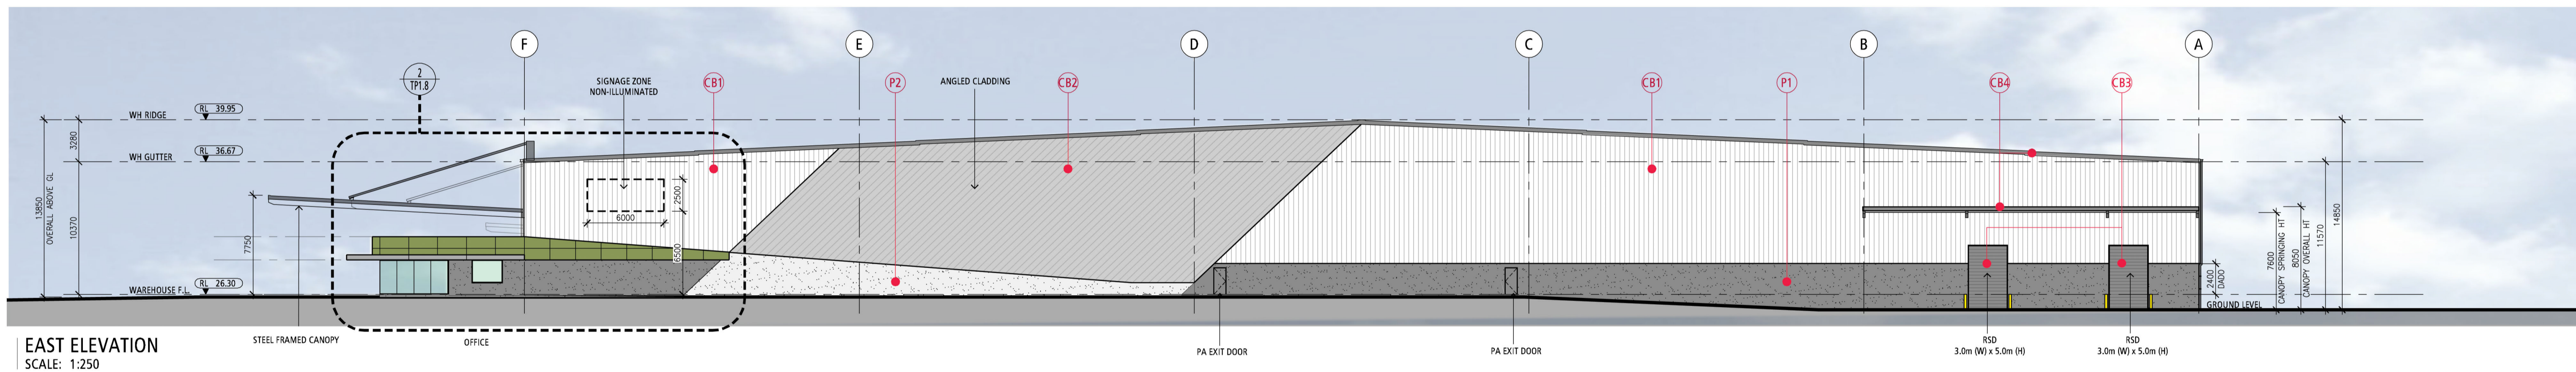 F
E
D
C
B
A
2
TP1.8
SIGNAGE ZONE
NON-ILLUMINATED
CB1
P2
ANGLED CLADDING
CB2
CB1
P1
CB4
CB3
WH RIDGE
RL 39.95
3280
WH GUTTER
RL 36.67
13850
OVERALL ABOVE GL
10370
7750
2500
6000
6500
WAREHOUSE F.L.
RL 26.30
2400
DADO
7600
CANOPY SPRINGING HT
8050
CANOPY OVERALL HT
11570
14850
GROUND LEVEL
STEEL FRAMED CANOPY
OFFICE
PA EXIT DOOR
PA EXIT DOOR
RSD
3.0m (W) x 5.0m (H)
RSD
3.0m (W) x 5.0m (H)
EAST ELEVATION
SCALE: 1:250